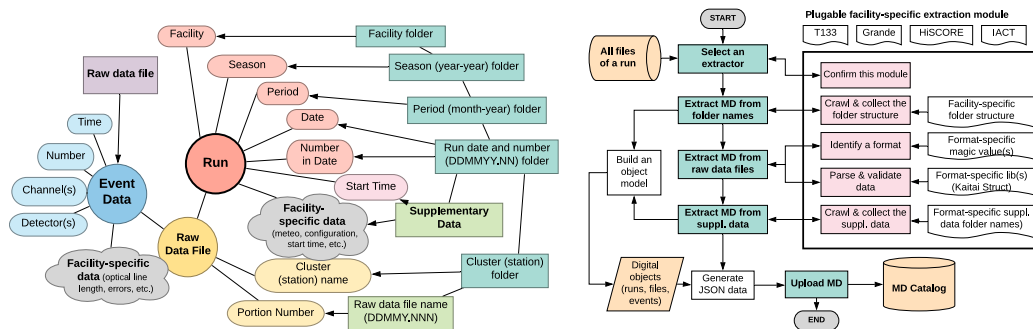 Facility
Facility folder
Season
Season (year-year) folder
Raw data file
Period
Period (month-year) folder
Time
Date
Number
Run
Number
in Date
Run date and number
(DDMMYY.NN) folder
Event
Data
Channel(s)
Start Time
Detector(s)
Facility-
specific data
(meteo, configuration,
start time, etc.)
Supplementary
Data
Raw
Data File
Facility-specific
data (optical line
length, errors, etc.)
Cluster
(station) name
Cluster (station)
folder
Portion Number
Raw data file name
(DDMMY.NNN)
START
Plugable facility-specific extraction module
T133
Grande
HiSCORE
IACT
All files
of a run
Select an
extractor
Confirm this
module
Extract MD from
folder names
Crawl & collect the
folder structure
Facility-specific
folder structure
Build an
object model
Extract MD from
raw data files
Identify a format
Format-specific
magic value(s)
Parse & validate
data
Format-specific lib(s)
(Kaitai Struct)
Extract MD from
suppl. data
Crawl & collect the
suppl. data
Format-specific suppl.
data folder names)
Digital
objects
(runs, files,
events)
Generate
JSON data
Upload MD
MD Catalog
END